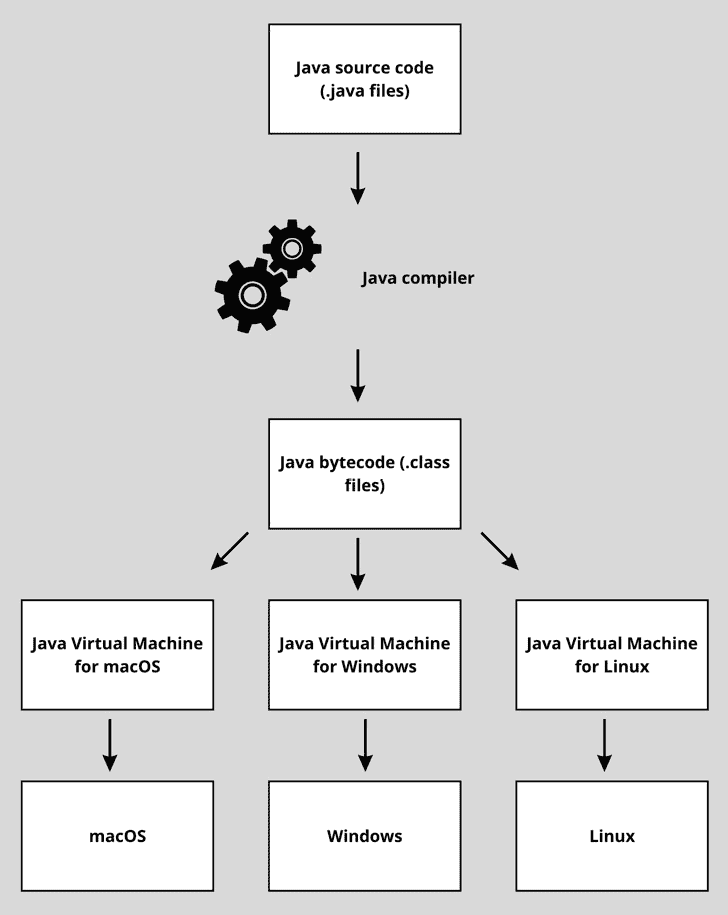 Java source code
(.java files)
Java compiler
Java bytecode (.class
files)
Java Virtual Machine
for macOS
Java Virtual Machine
for Windows
Java Virtual Machine
for Linux
macOS
Windows
Linux